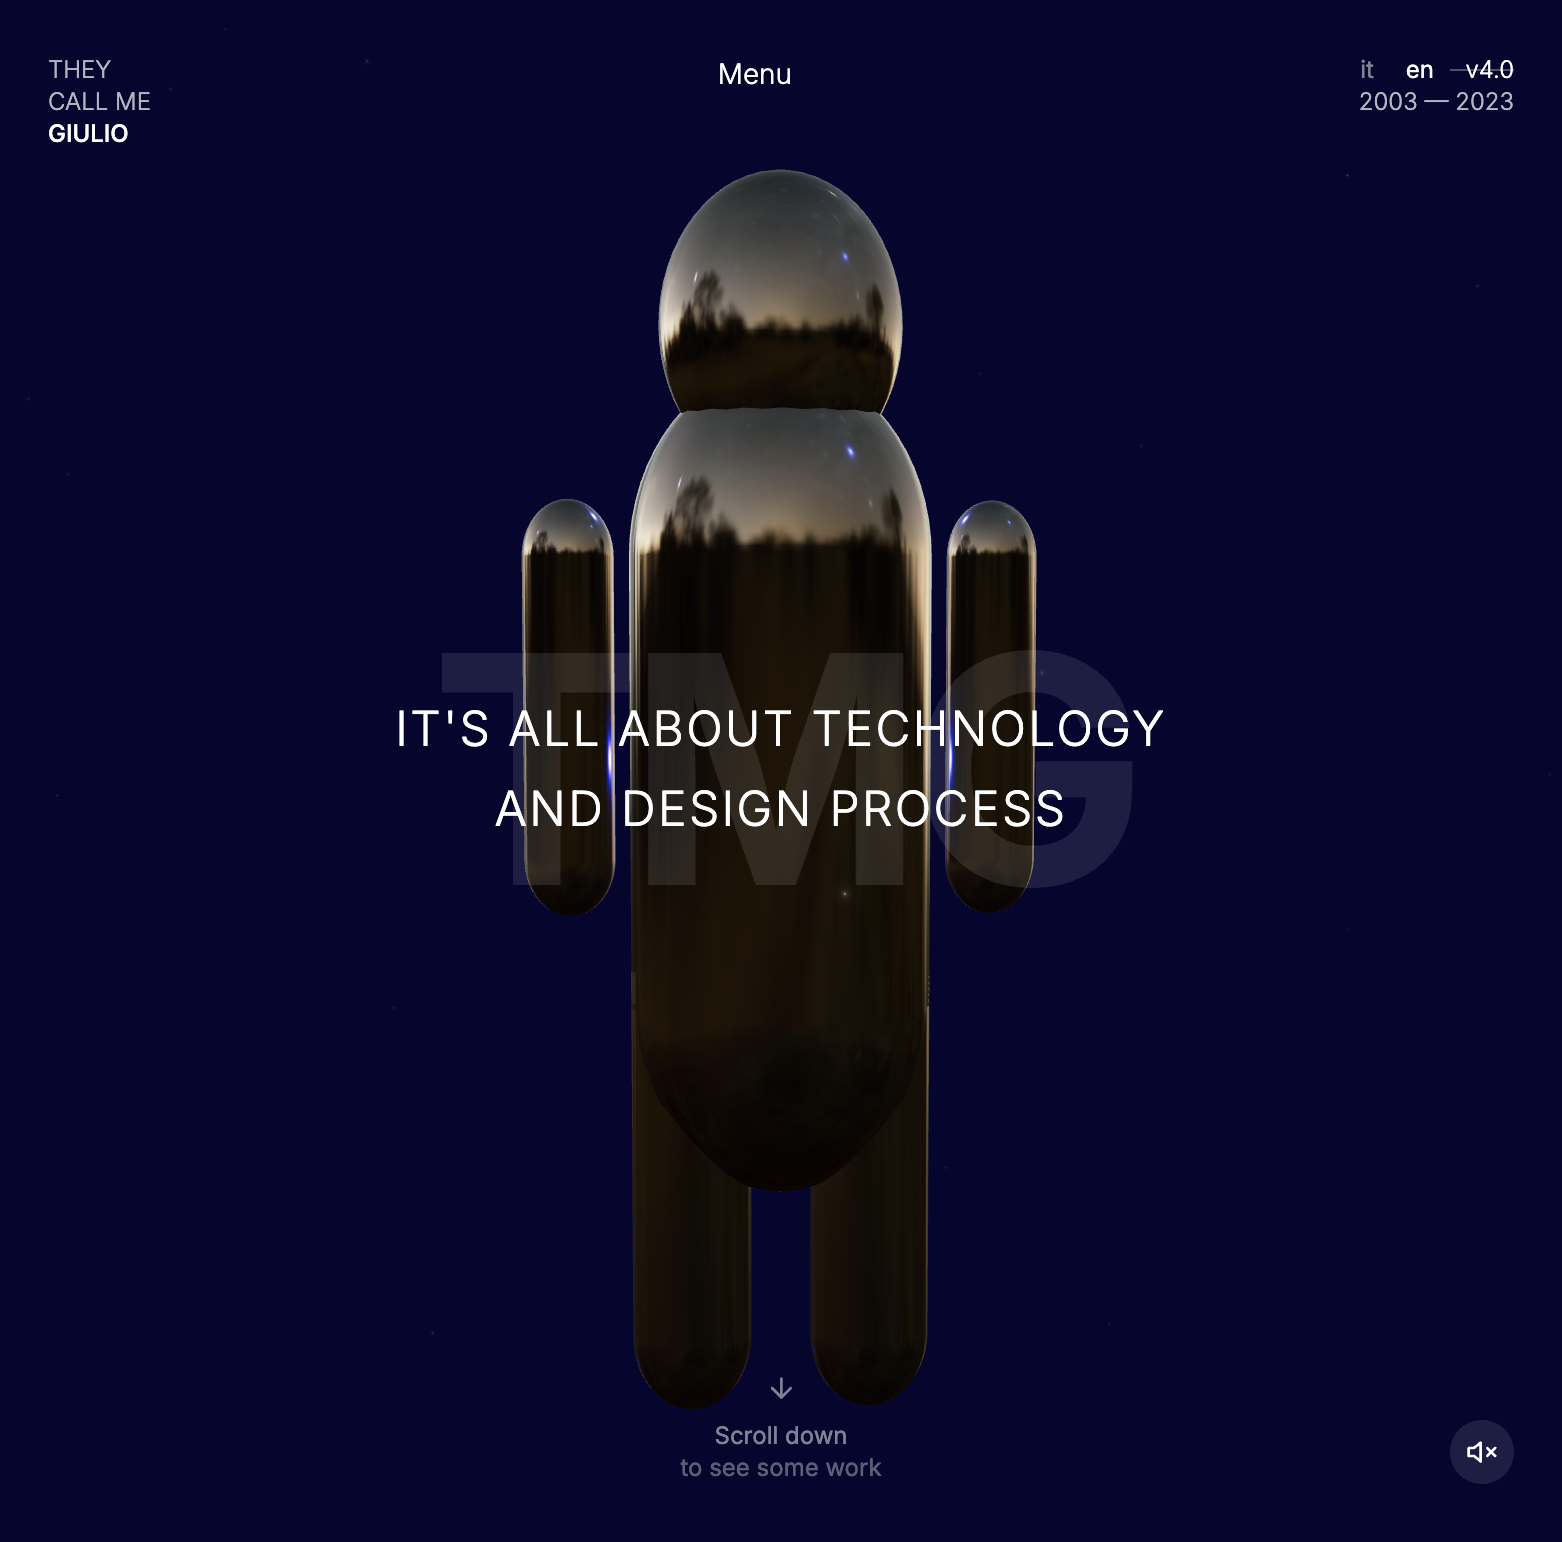 THEY
CALL ME
GIULIO
Menu
it en v4.0
2003 — 2023
TMG
IT'S ALL ABOUT TECHNOLOGY
AND DESIGN PROCESS
Scroll down
to see some work